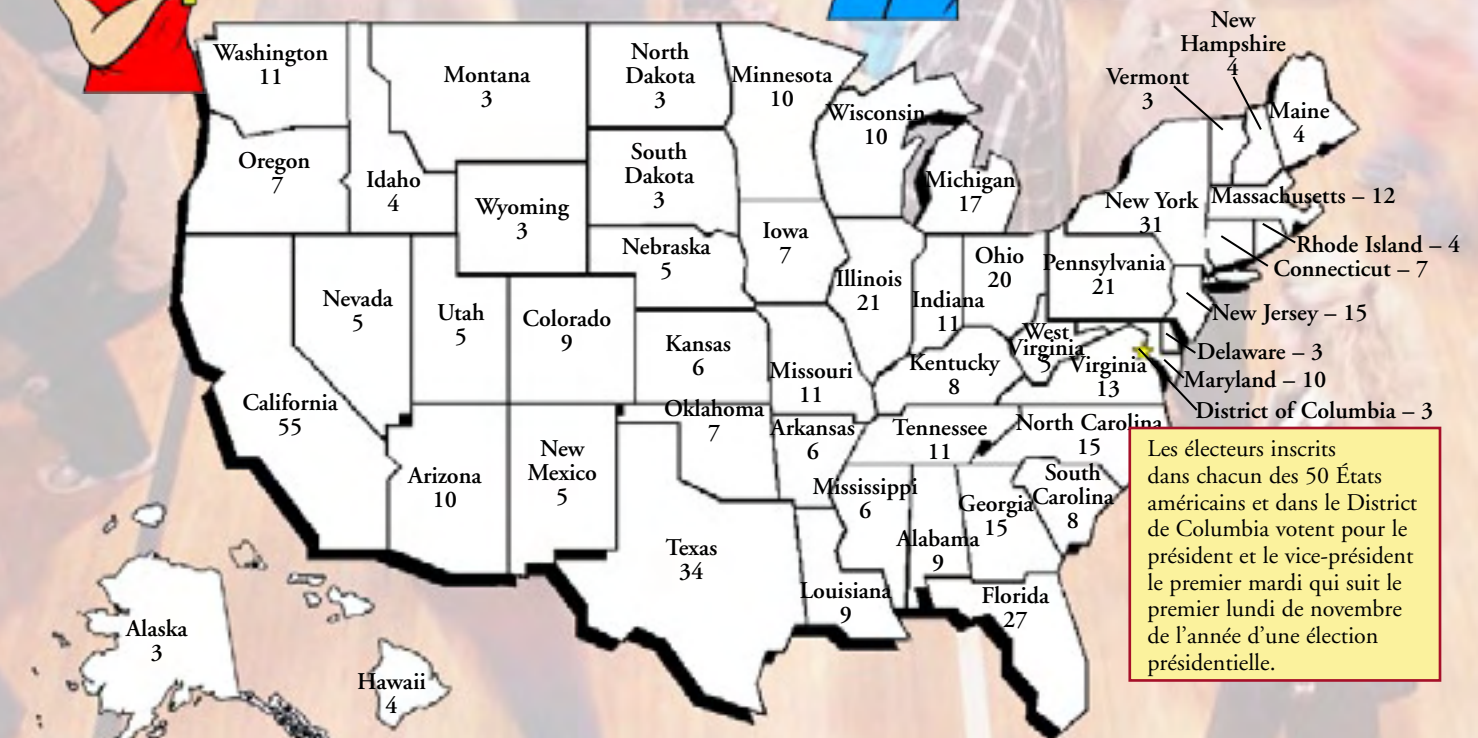 Washington
11
Montana
3
North
Dakota
3
Minnesota
10
Wisconsin
10
New
Hampshire
4
Vermont
3
Maine
4
Oregon
7
Idaho
4
Wyoming
3
South
Dakota
3
Michigan
17
New York
31
Massachusetts – 12
Rhode Island – 4
Connecticut – 7
Nevada
5
Utah
5
Colorado
9
Nebraska
5
Iowa
7
Illinois
21
Indiana
11
Ohio
20
Pennsylvania
21
New Jersey – 15
Delaware – 3
Maryland – 10
District of Columbia – 3
California
55
Kansas
6
Missouri
11
Kentucky
8
West
Virginia
5
Virginia
13
Arizona
10
New
Mexico
5
Oklahoma
7
Arkansas
6
Tennessee
11
North Carolina
15
South
Carolina
8
Texas
34
Louisiana
9
Mississippi
6
Alabama
9
Georgia
15
Florida
27
Alaska
3
Hawaii
4
Les électeurs inscrits
dans chacun des 50 États
américains et dans le District
de Columbia votent pour le
président et le vice-président
le premier mardi qui suit le
premier lundi de novembre
de l’année d’une élection
présidentielle.